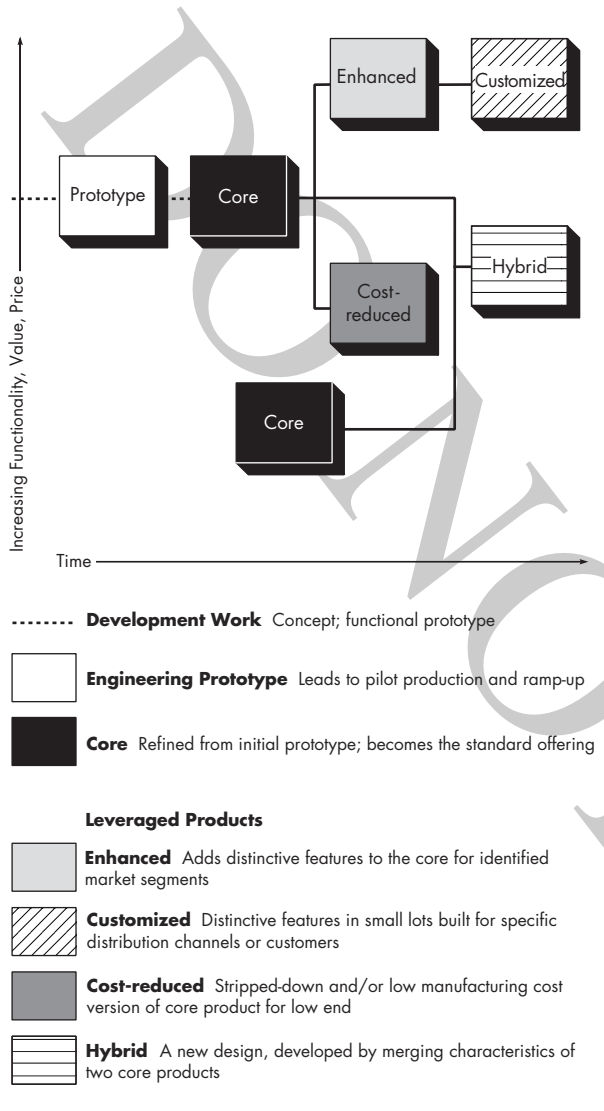 Enhanced
Customized
Prototype
Core
Hybrid
Cost-
reduced
Core
Increasing Functionality, Value, Price
Time
Development Work Concept; functional prototype
Engineering Prototype Leads to pilot production and ramp-up
Core Refined from initial prototype; becomes the standard offering
Leveraged Products
Enhanced Adds distinctive features to the core for identified
market segments
Customized Distinctive features in small lots built for specific
distribution channels or customers
Cost-reduced Stripped-down and/or low manufacturing cost
version of core product for low end
Hybrid A new design, developed by merging characteristics of
two core products
DO NO